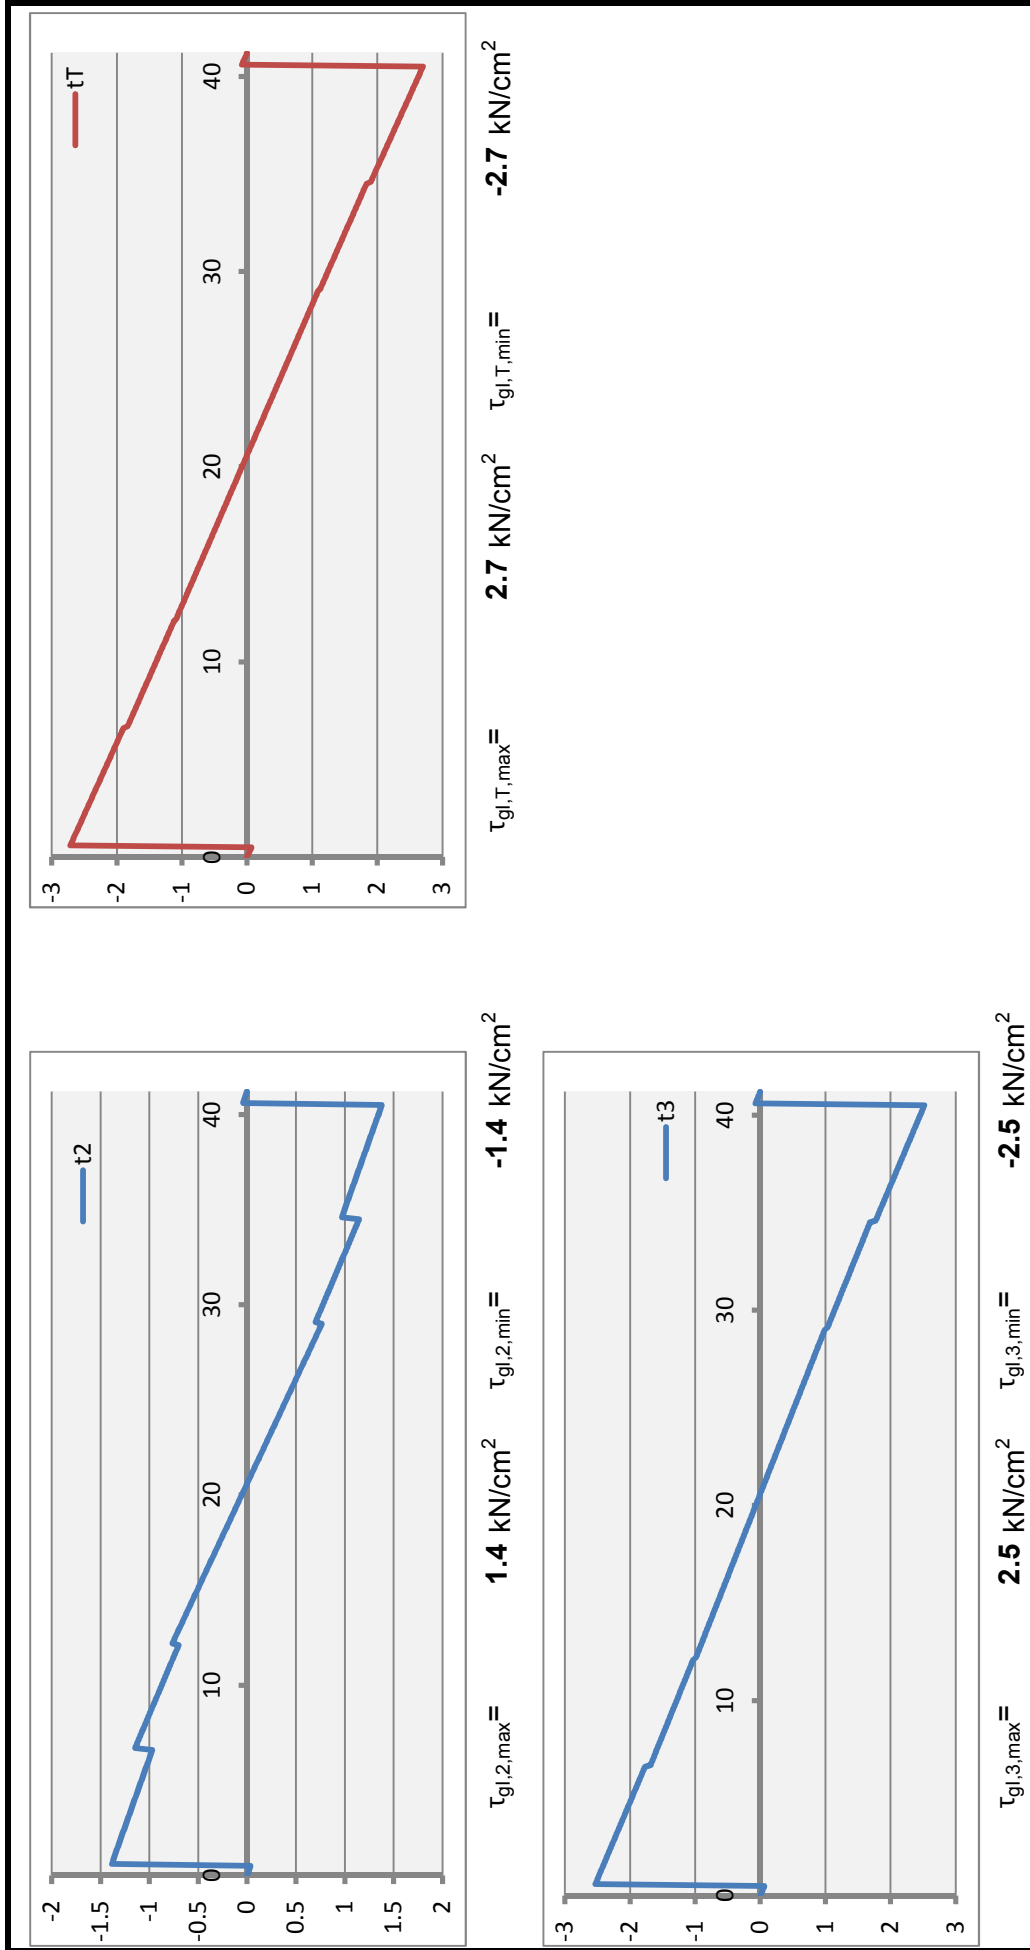 -2
-1.5
-1
-0.5
0
0.5
1
1.5
2
0 10 20 30 40
t2
τgl,2,max= 1.4 kN/cm² τgl,2,min= -1.4 kN/cm²
-3
-2
-1
0
1
2
3
0 10 20 30 40
tT
τgl,T,max= 2.7 kN/cm² τgl,T,min= -2.7 kN/cm²
-3
-2
-1
0
1
2
3
0 10 20 30 40
t3
τgl,3,max= 2.5 kN/cm² τgl,3,min= -2.5 kN/cm²